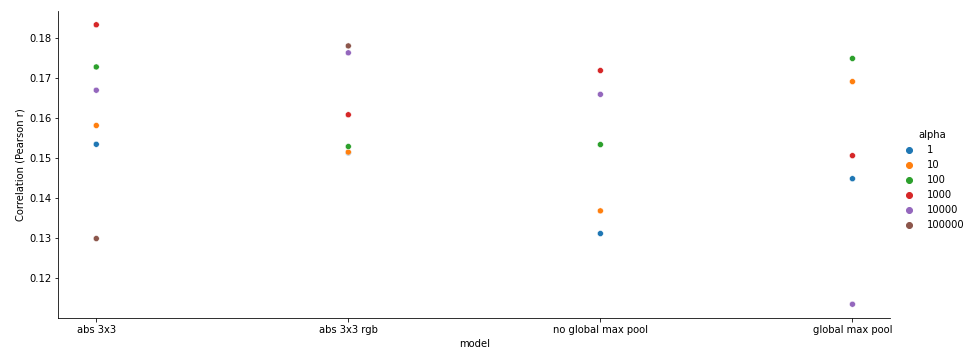 0.18
0.17
0.16
0.15
0.14
0.13
0.12
Correlation (Pearson r)
abs 3x3
abs 3x3 rgb
no global max pool
global max pool
model
alpha
1
10
100
1000
10000
100000